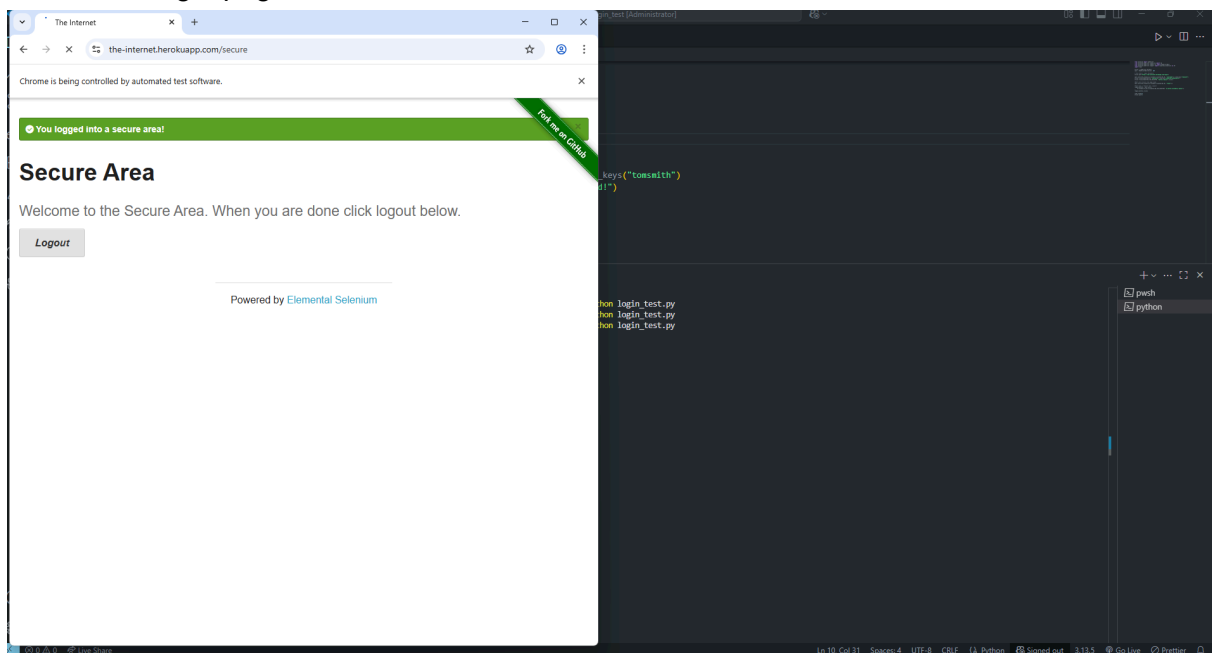 The Internet
the-internet.herokuapp.com/secure
Chrome is being controlled by automated test software.
Fork me on GitHub
You logged into a secure area!
Secure Area
Welcome to the Secure Area. When you are done click logout below.
Logout
Powered by Elemental Selenium
gin_test [Administrator]
_keys("tomsmith")
d!")
pwsh
python
hon login_test.py
hon login_test.py
hon login_test.py
0 0 Live Share
Ln 10, Col 31 Spaces: 4 UTF-8 CRLF Python Signed out 3.13.5 Go Live Prettier